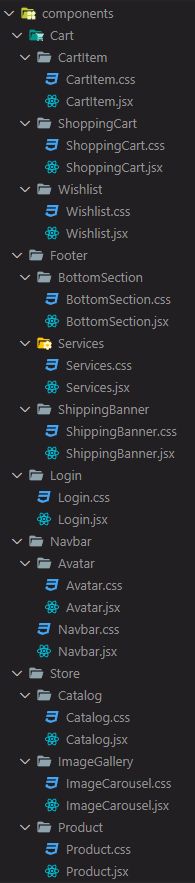 components
Cart
CartItem
CartItem.css
CartItem.jsx
ShoppingCart
ShoppingCart.css
ShoppingCart.jsx
Wishlist
Wishlist.css
Wishlist.jsx
Footer
BottomSection
BottomSection.css
BottomSection.jsx
Services
Services.css
Services.jsx
ShippingBanner
ShippingBanner.css
ShippingBanner.jsx
Login
Login.css
Login.jsx
Navbar
Avatar
Avatar.css
Avatar.jsx
Navbar.css
Navbar.jsx
Store
Catalog
Catalog.css
Catalog.jsx
ImageGallery
ImageCarousel.css
ImageCarousel.jsx
Product
Product.css
Product.jsx